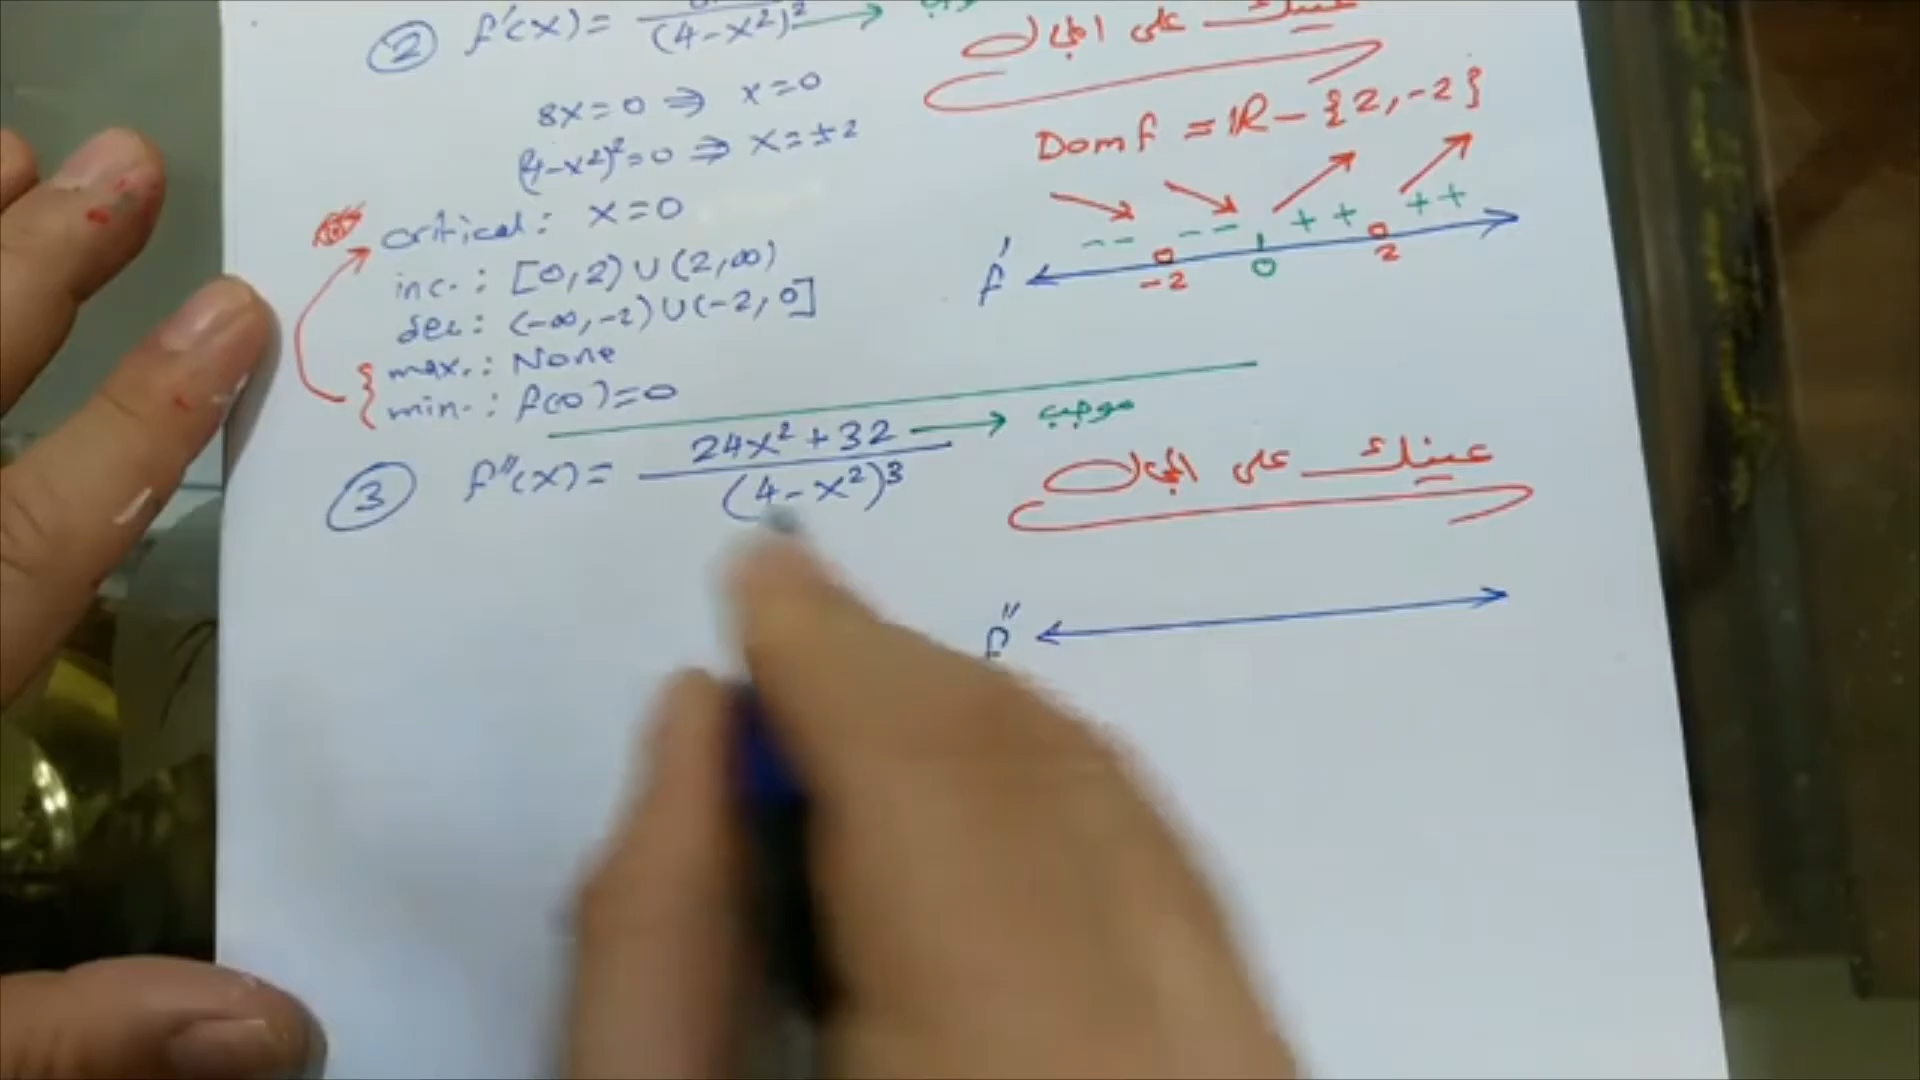 ② f'(x) = ‎/(4-x²)² →
عينك على المجال
8x=0 ⇒ x=0
(4-x²)²=0 ⇒ x=±2
Dom f = ℝ - {2,-2}
critical: x=0
-- -- ++ ++
f' -2 0 2
inc.: [0,2)∪(2,∞)
dec: (-∞,-2)∪(-2,0]
max.: None
min.: f(0)=0
③ f''(x) = (24x²+32)/(4-x²)³ → موجب
عينك على المجال
f''